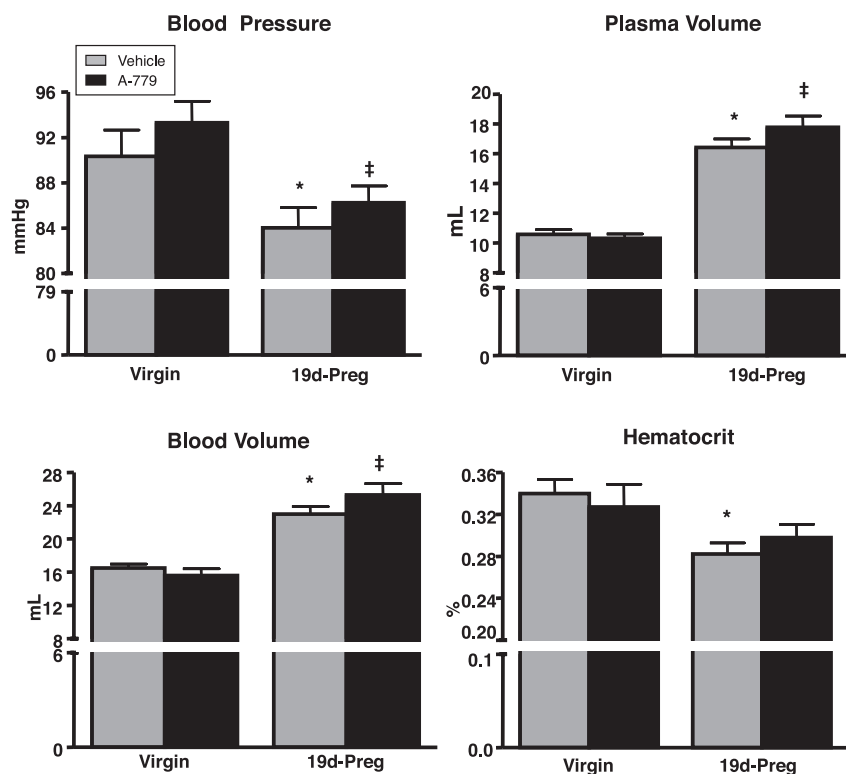 Blood Pressure
Vehicle
A-779
96
92
88
84
80
79
0
mmHg
*
‡
Virgin
19d-Preg
Plasma Volume
20
18
16
14
12
10
8
6
0
mL
*
‡
Virgin
19d-Preg
Blood Volume
28
24
20
16
12
8
6
0
mL
*
‡
Virgin
19d-Preg
Hematocrit
0.36
0.32
0.28
0.24
0.20
0.1
0.0
%
*
Virgin
19d-Preg